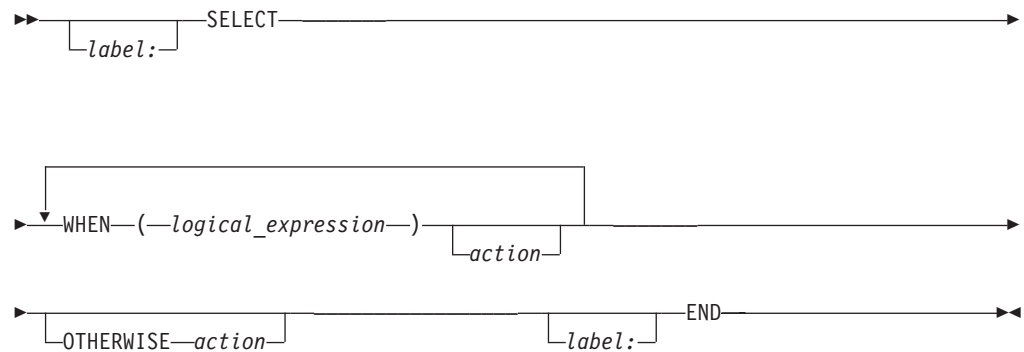 SELECT
label:
WHEN ( logical_expression )
action
OTHERWISE action
label:
END